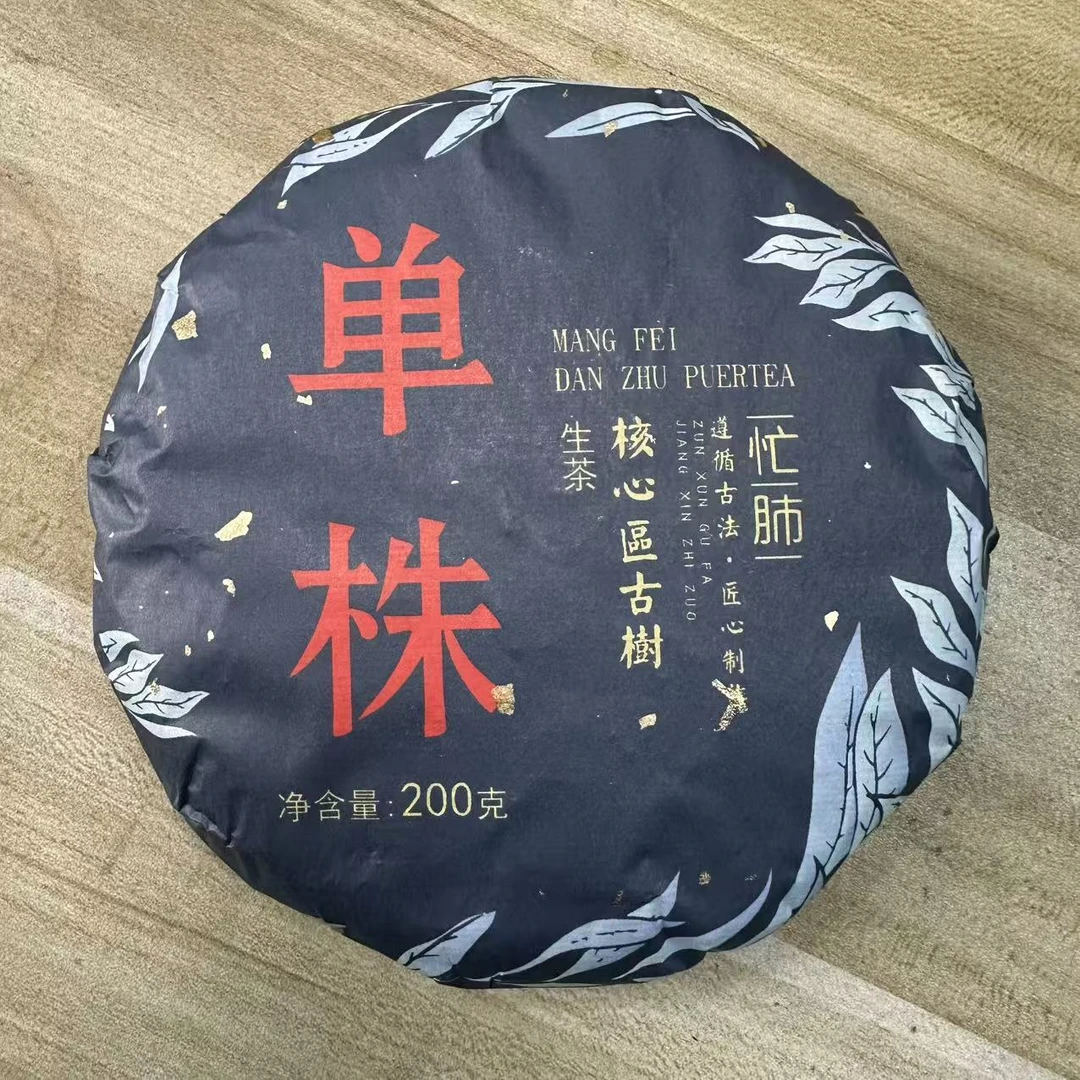 单株
MANG FEI
DAN ZHU PUERTEA
忙肺
遵循古法·匠心制
ZUN XUN GU FA
JIANG XIN ZHI ZUO
核心區古樹
生茶
净含量:200克